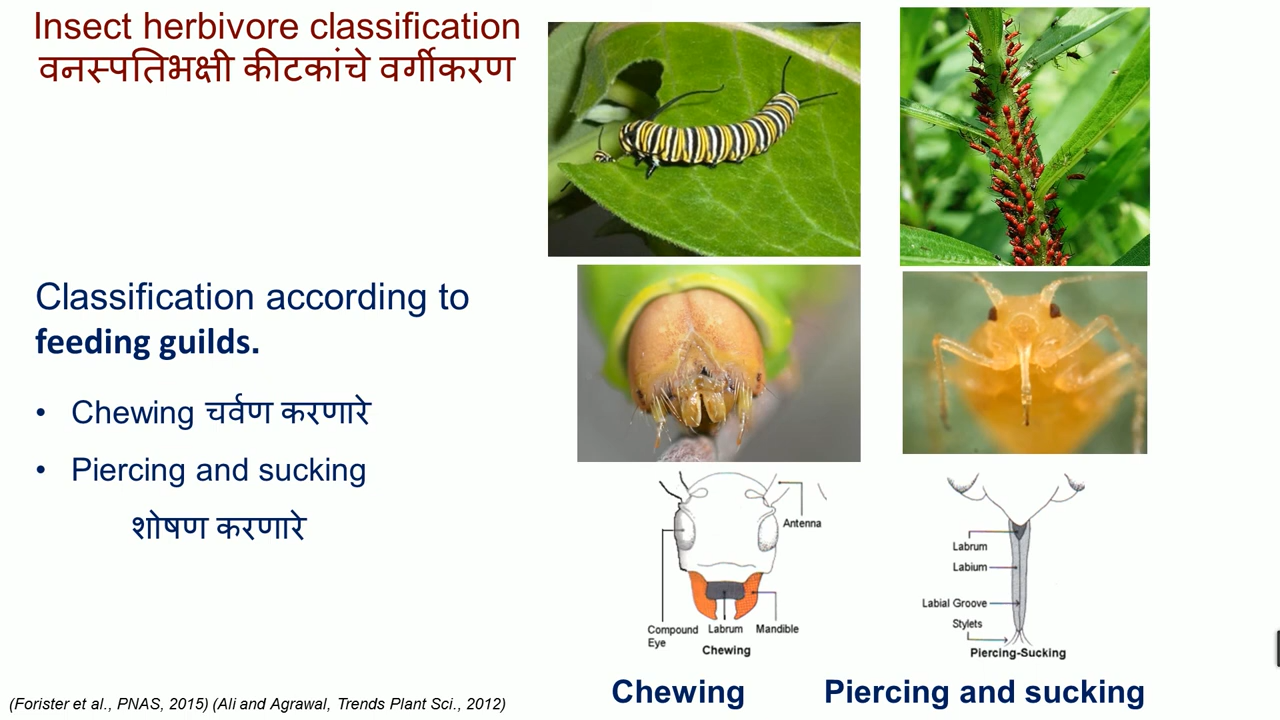 Insect herbivore classification
वनस्पतिभक्षी कीटकांचे वर्गीकरण
Classification according to
feeding guilds.
• Chewing चर्वण करणारे
• Piercing and sucking
शोषण करणारे
Antenna
Compound
Eye
Labrum
Mandible
Chewing
Labrum
Labium
Labial Groove
Stylets
Piercing-Sucking
Chewing
Piercing and sucking
(Forister et al., PNAS, 2015) (Ali and Agrawal, Trends Plant Sci., 2012)